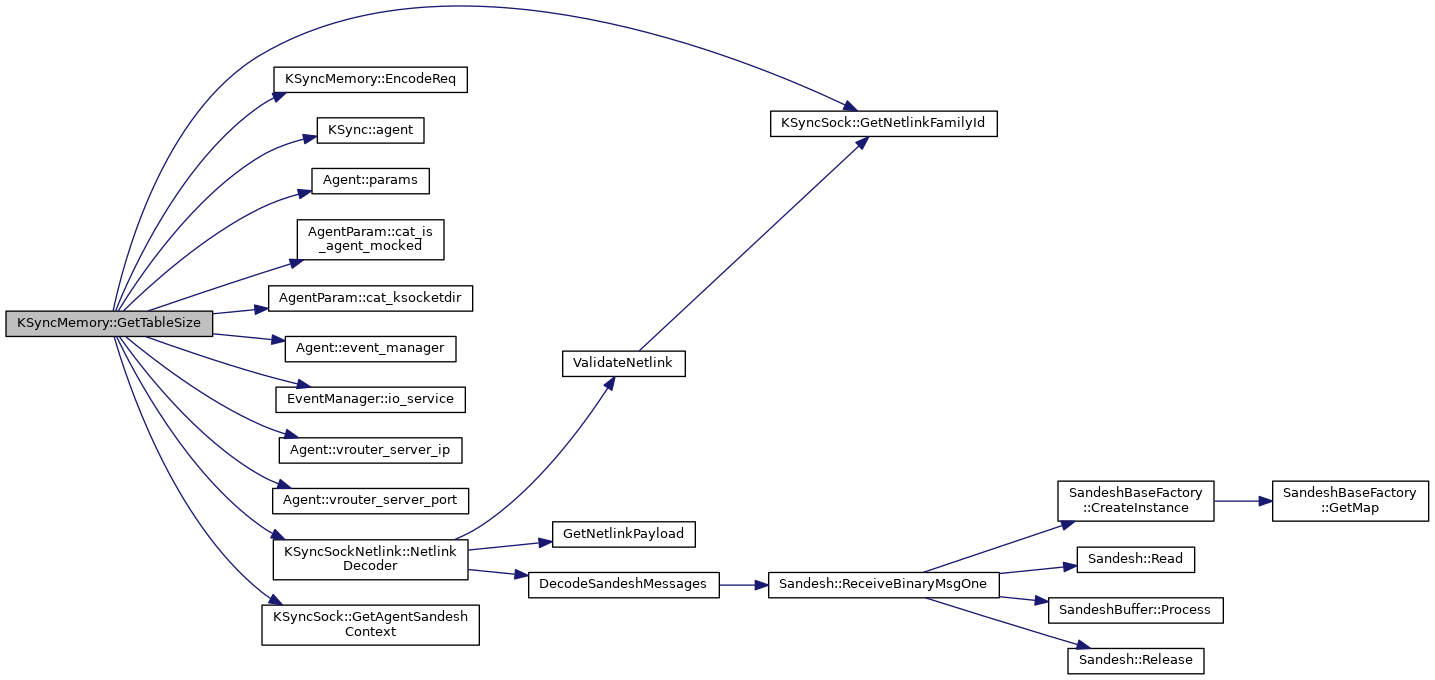 KSyncMemory::GetTableSize
KSyncMemory::EncodeReq
KSync::agent
Agent::params
AgentParam::cat_is
_agent_mocked
AgentParam::cat_ksocketdir
Agent::event_manager
EventManager::io_service
Agent::vrouter_server_ip
Agent::vrouter_server_port
KSyncSockNetlink::Netlink
Decoder
KSyncSock::GetAgentSandesh
Context
KSyncSock::GetNetlinkFamilyId
ValidateNetlink
GetNetlinkPayload
DecodeSandeshMessages
Sandesh::ReceiveBinaryMsgOne
SandeshBaseFactory
::CreateInstance
Sandesh::Read
SandeshBuffer::Process
Sandesh::Release
SandeshBaseFactory
::GetMap